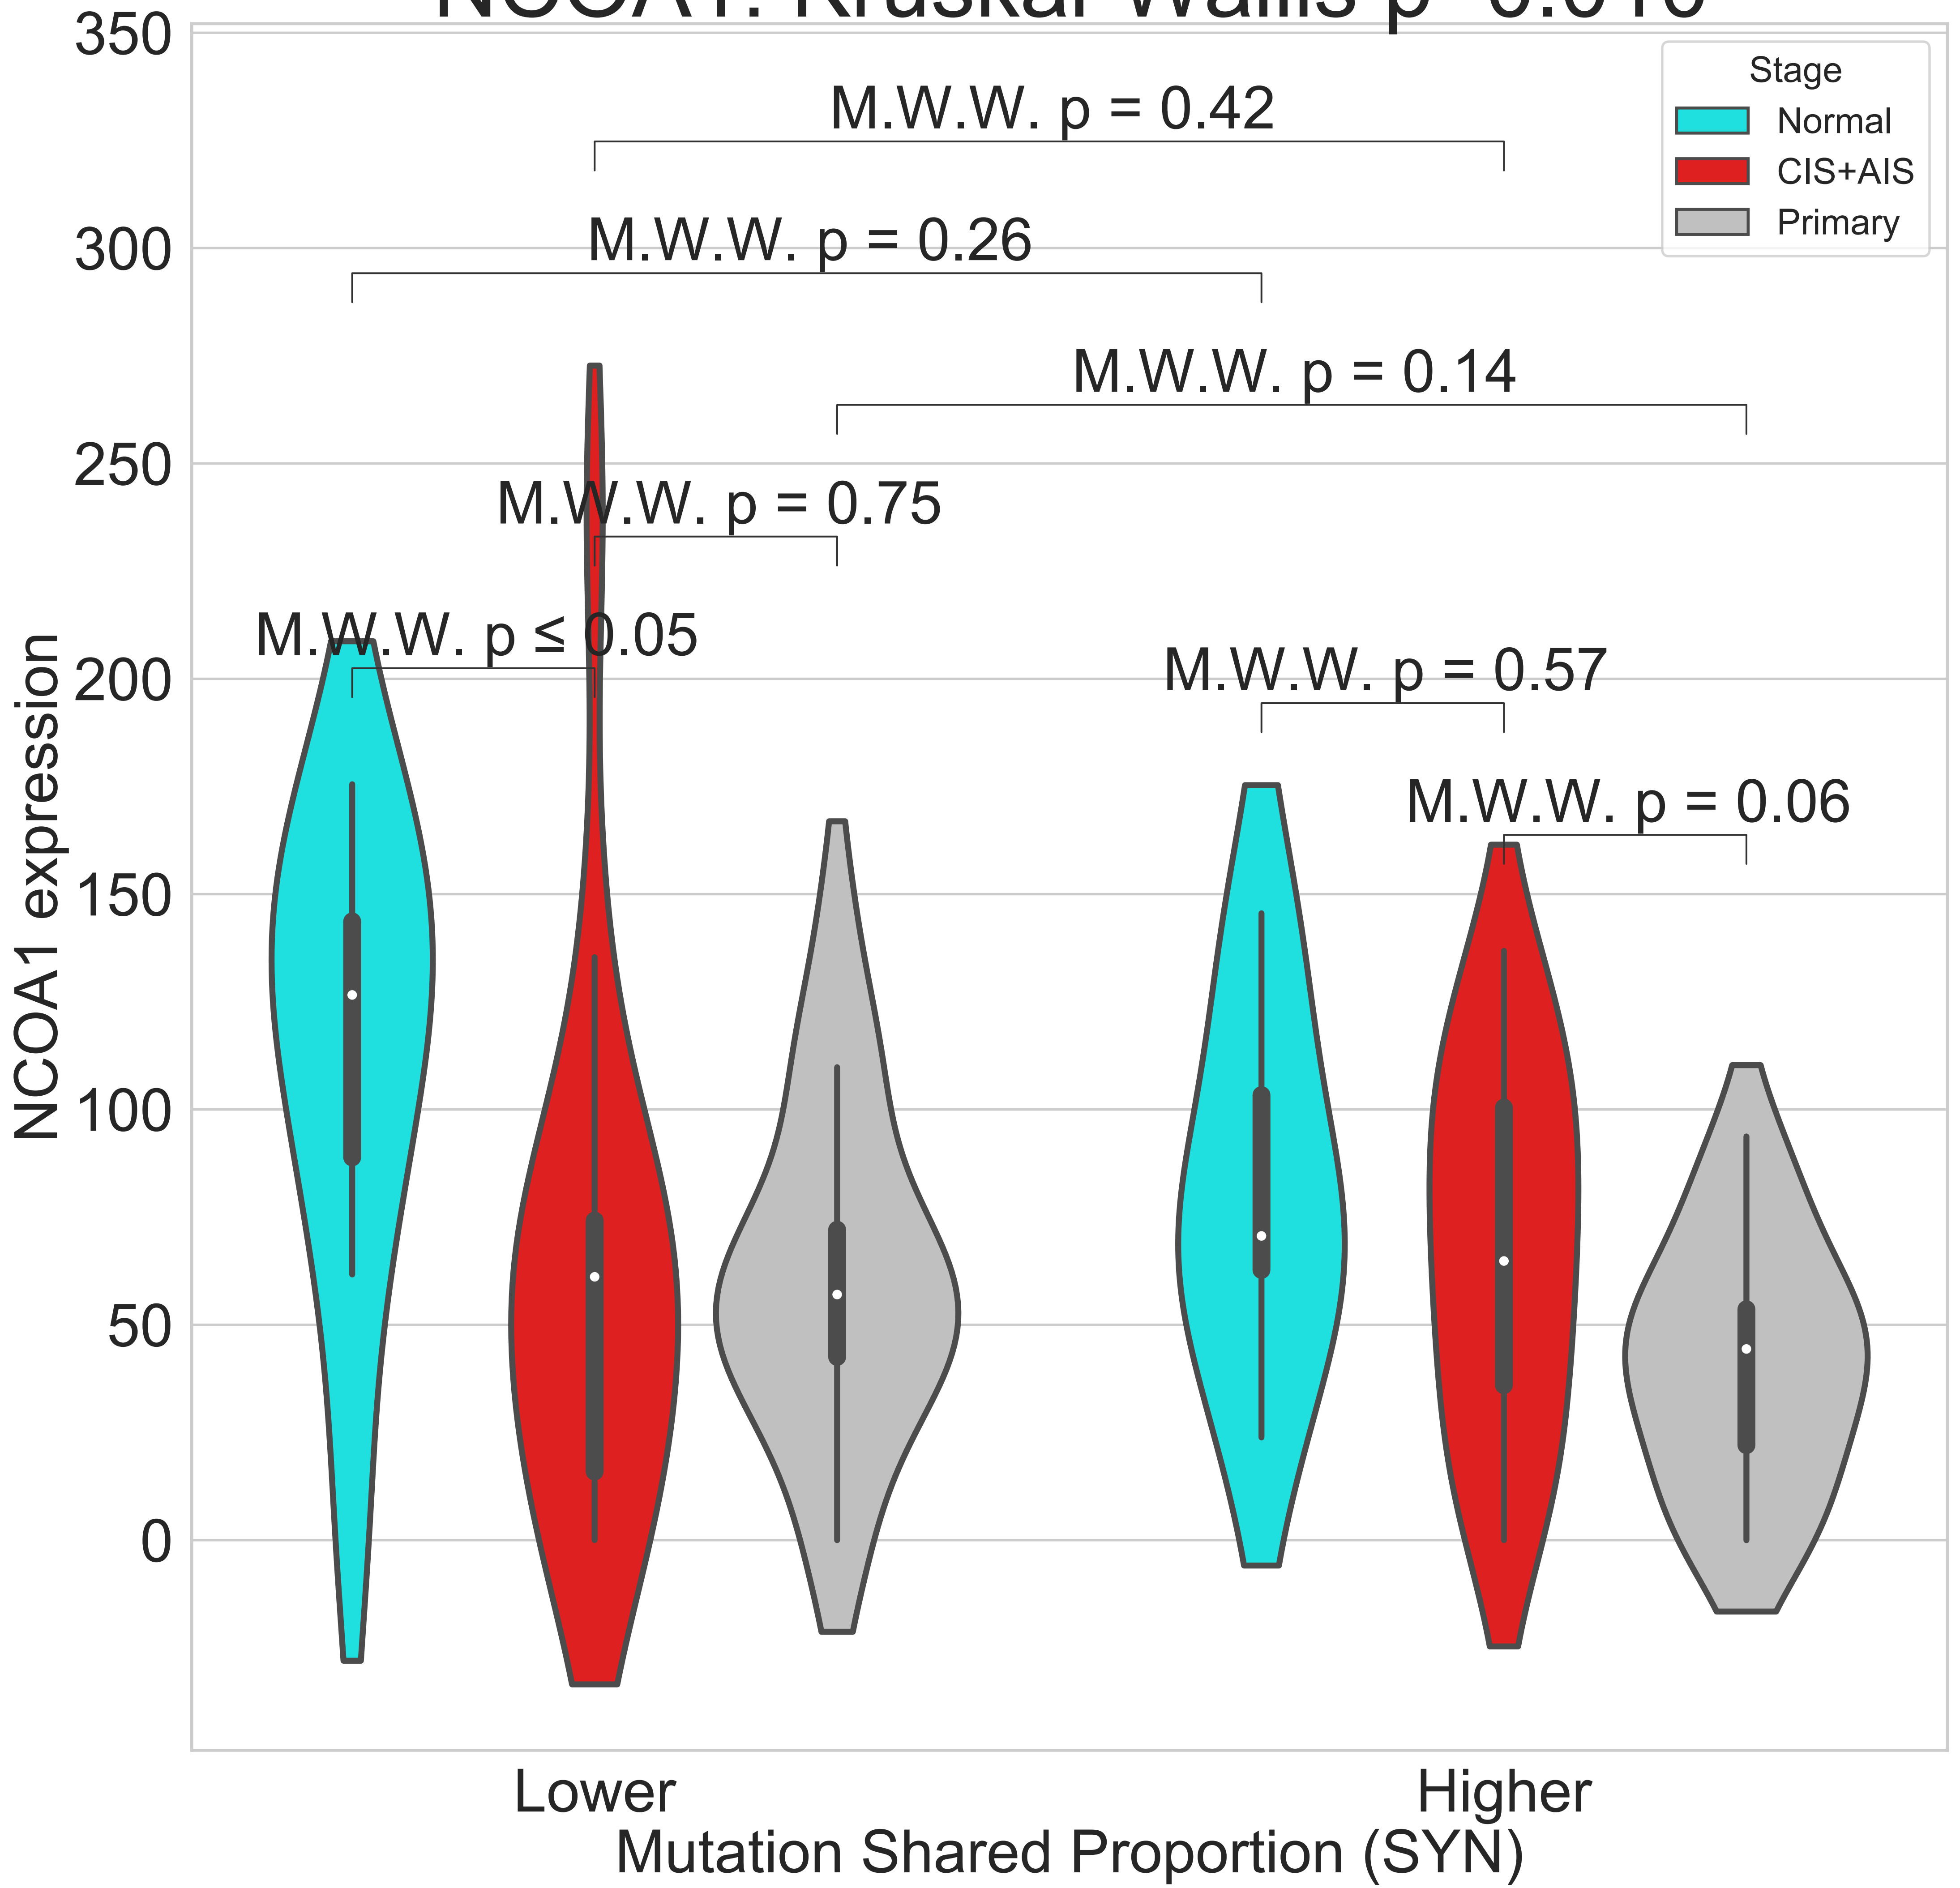 350
300
250
200
150
100
50
0
NCOA1 expression
M.W.W. p = 0.42
M.W.W. p = 0.26
M.W.W. p = 0.14
M.W.W. p = 0.75
M.W.W. p ≤ 0.05
M.W.W. p = 0.57
M.W.W. p = 0.06
Stage
Normal
CIS+AIS
Primary
Lower
Higher
Mutation Shared Proportion (SYN)